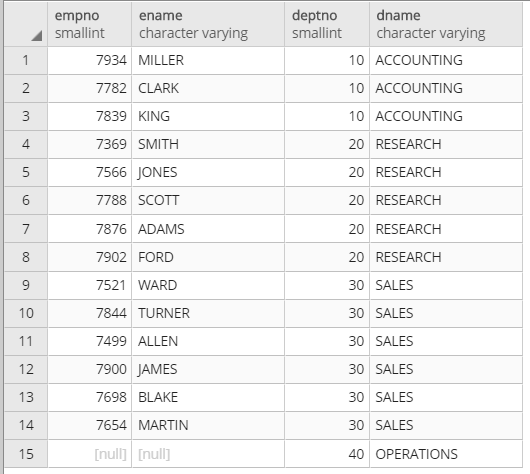 empno ename deptno dname
smallint character varying smallint character varying
1 7934 MILLER 10 ACCOUNTING
2 7782 CLARK 10 ACCOUNTING
3 7839 KING 10 ACCOUNTING
4 7369 SMITH 20 RESEARCH
5 7566 JONES 20 RESEARCH
6 7788 SCOTT 20 RESEARCH
7 7876 ADAMS 20 RESEARCH
8 7902 FORD 20 RESEARCH
9 7521 WARD 30 SALES
10 7844 TURNER 30 SALES
11 7499 ALLEN 30 SALES
12 7900 JAMES 30 SALES
13 7698 BLAKE 30 SALES
14 7654 MARTIN 30 SALES
15 [null] [null] 40 OPERATIONS